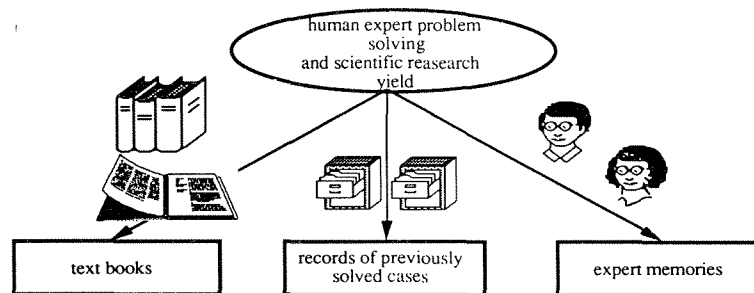 human expert problem
solving
and scientific reasearch
yield
text books
records of previously
solved cases
expert memories